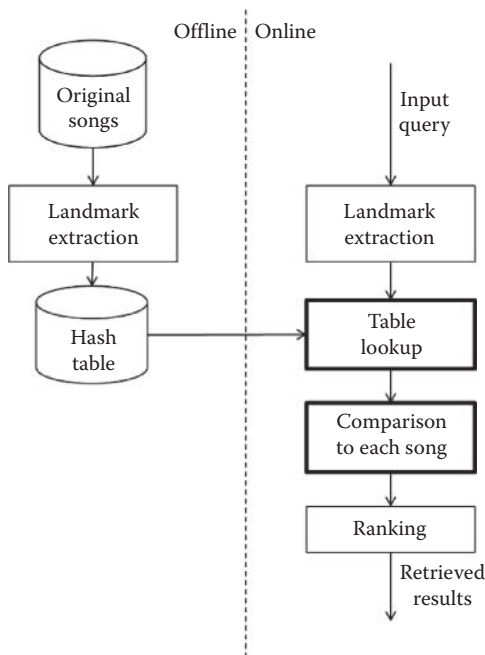 Offline
Online
Original
songs
Landmark
extraction
Hash
table
Input
query
Landmark
extraction
Table
lookup
Comparison
to each song
Ranking
Retrieved
results